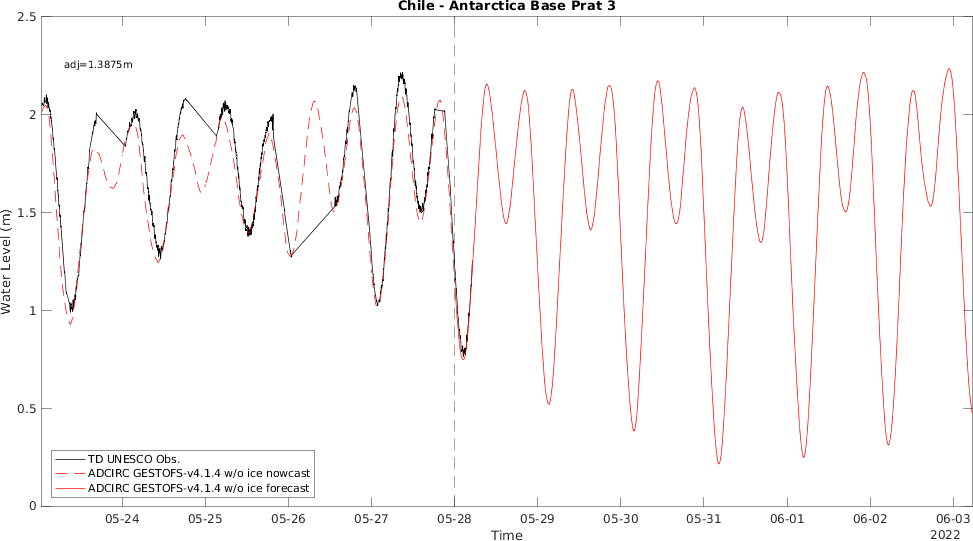 Chile - Antarctica Base Prat 3
2.5
adj=1.3875m
2
1.5
Water Level (m)
1
0.5
TD UNESCO Obs.
ADCIRC GESTOFS-v4.1.4 w/o ice nowcast
ADCIRC GESTOFS-v4.1.4 w/o ice forecast
0
05-24 05-25 05-26 05-27 05-28 05-29 05-30 05-31 06-01 06-02 06-03
Time 2022